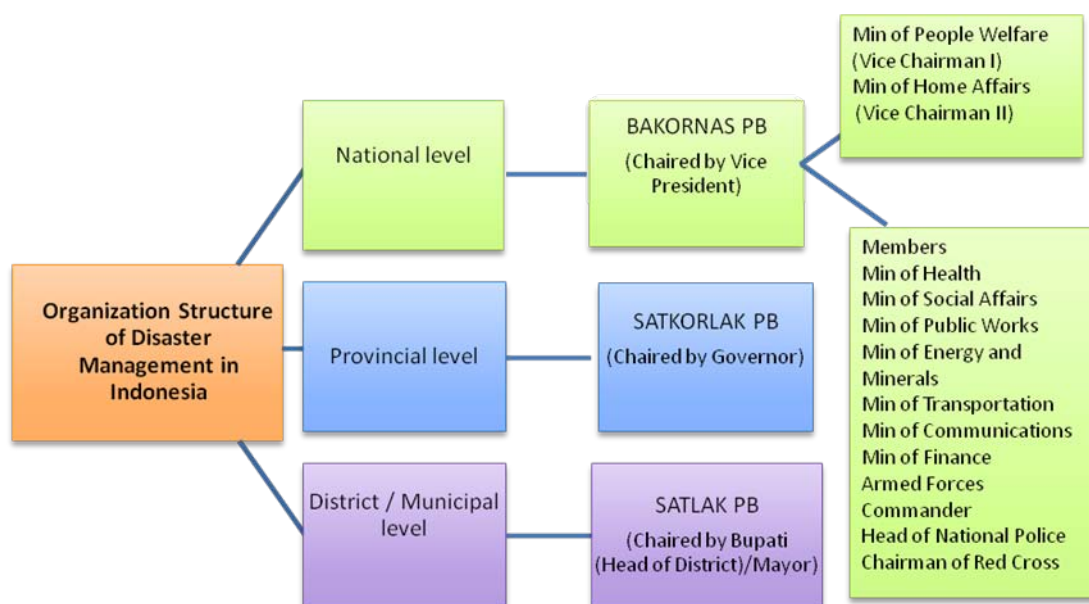 Organization Structure
of Disaster
Management in
Indonesia
National level
BAKORNAS PB
(Chaired by Vice
President)
Min of People Welfare
(Vice Chairman I)
Min of Home Affairs
(Vice Chairman II)
Members
Min of Health
Min of Social Affairs
Min of Public Works
Min of Energy and
Minerals
Min of Transportation
Min of Communications
Min of Finance
Armed Forces
Commander
Head of National Police
Chairman of Red Cross
Provincial level
SATKORLAK PB
(Chaired by Governor)
District / Municipal
level
SATLAK PB
(Chaired by Bupati
(Head of District)/Mayor)